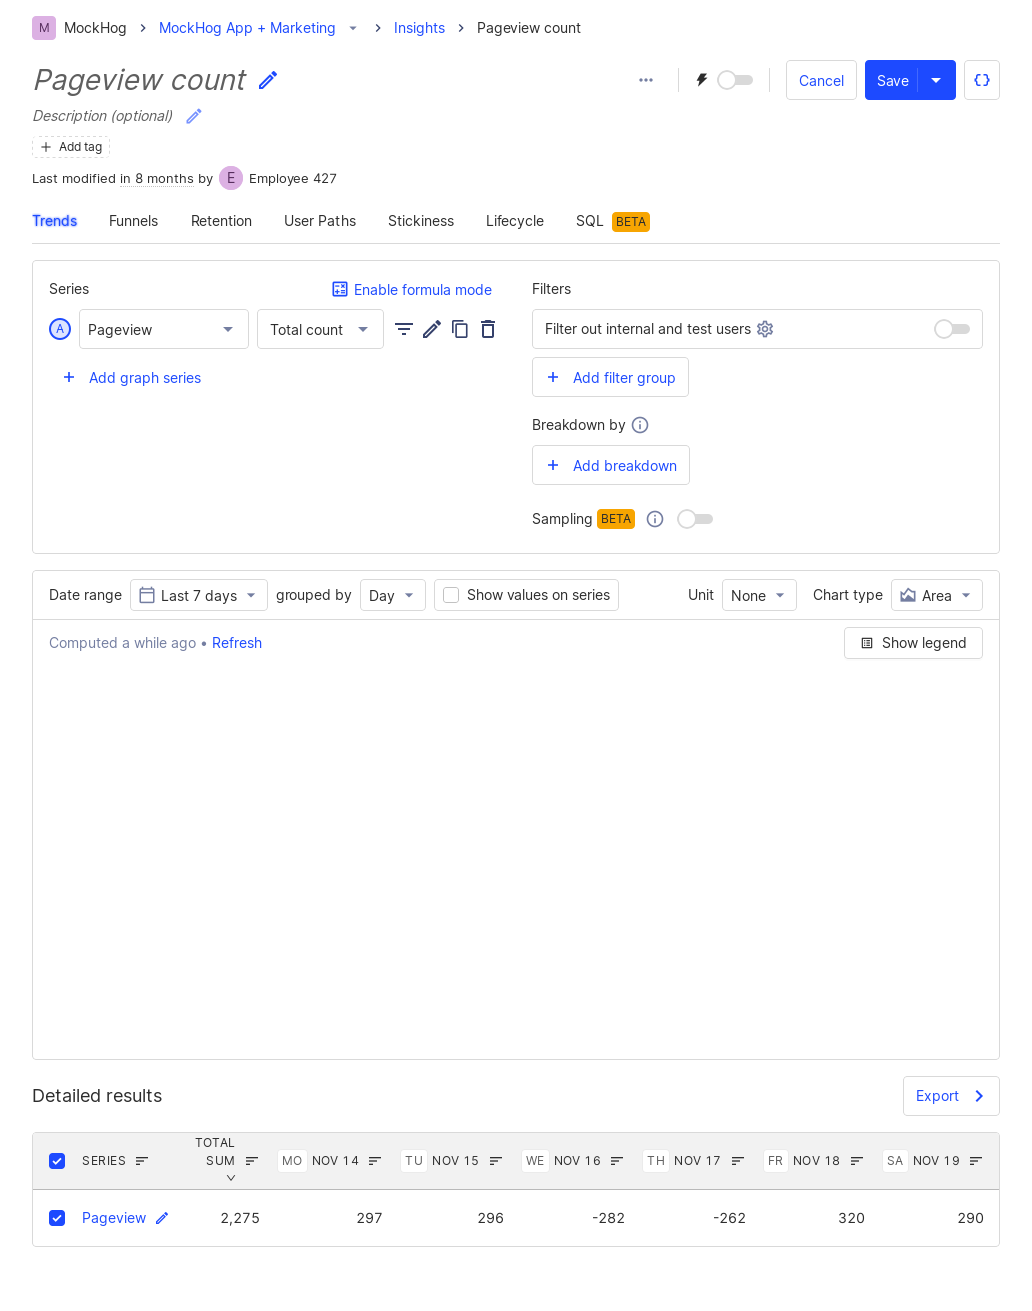 M MockHog > MockHog App + Marketing > Insights > Pageview count
Pageview count
Cancel Save
Description (optional)
+ Add tag
Last modified in 8 months by E Employee 427
Trends Funnels Retention User Paths Stickiness Lifecycle SQL BETA
Series Enable formula mode
A Pageview Total count
+ Add graph series
Filters
Filter out internal and test users
+ Add filter group
Breakdown by
+ Add breakdown
Sampling BETA
Date range Last 7 days grouped by Day Show values on series Unit None Chart type Area
Computed a while ago • Refresh Show legend
Detailed results Export
SERIES TOTAL SUM MO NOV 14 TU NOV 15 WE NOV 16 TH NOV 17 FR NOV 18 SA NOV 19
Pageview 2,275 297 296 -282 -262 320 290